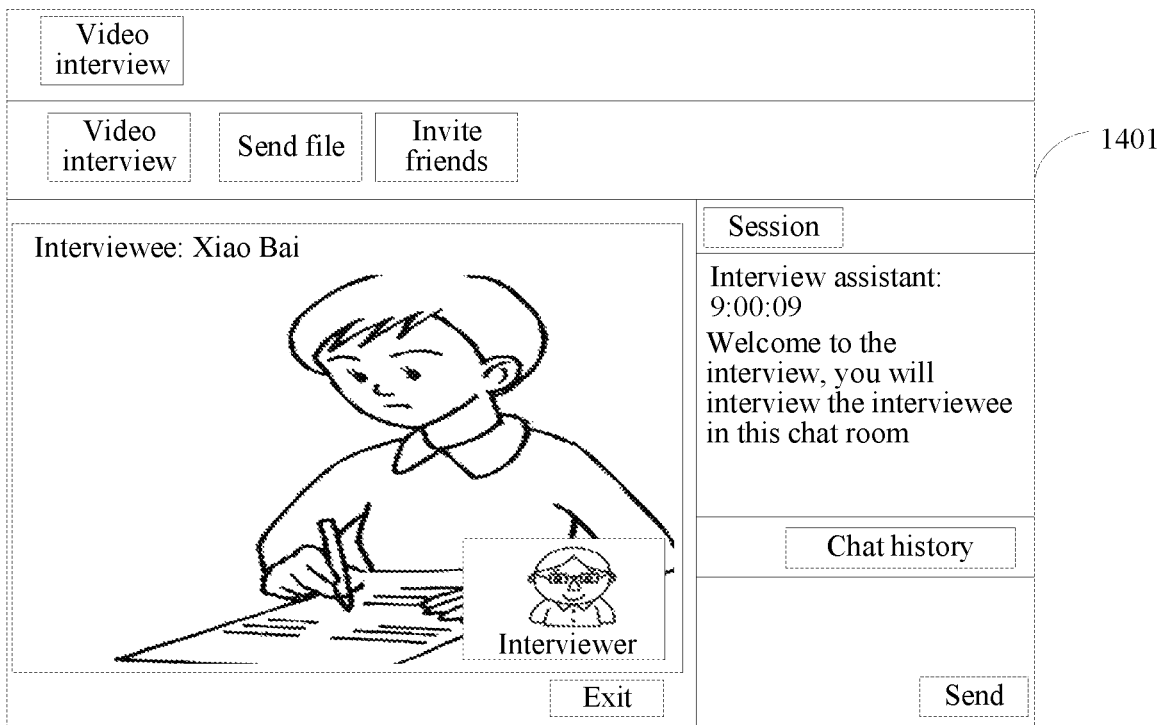 Video
interview
Video
interview
Send file
Invite
friends
1401
Interviewee: Xiao Bai
Session
Interview assistant:
9:00:09
Welcome to the
interview, you will
interview the interviewee
in this chat room
Chat history
Interviewer
Exit
Send